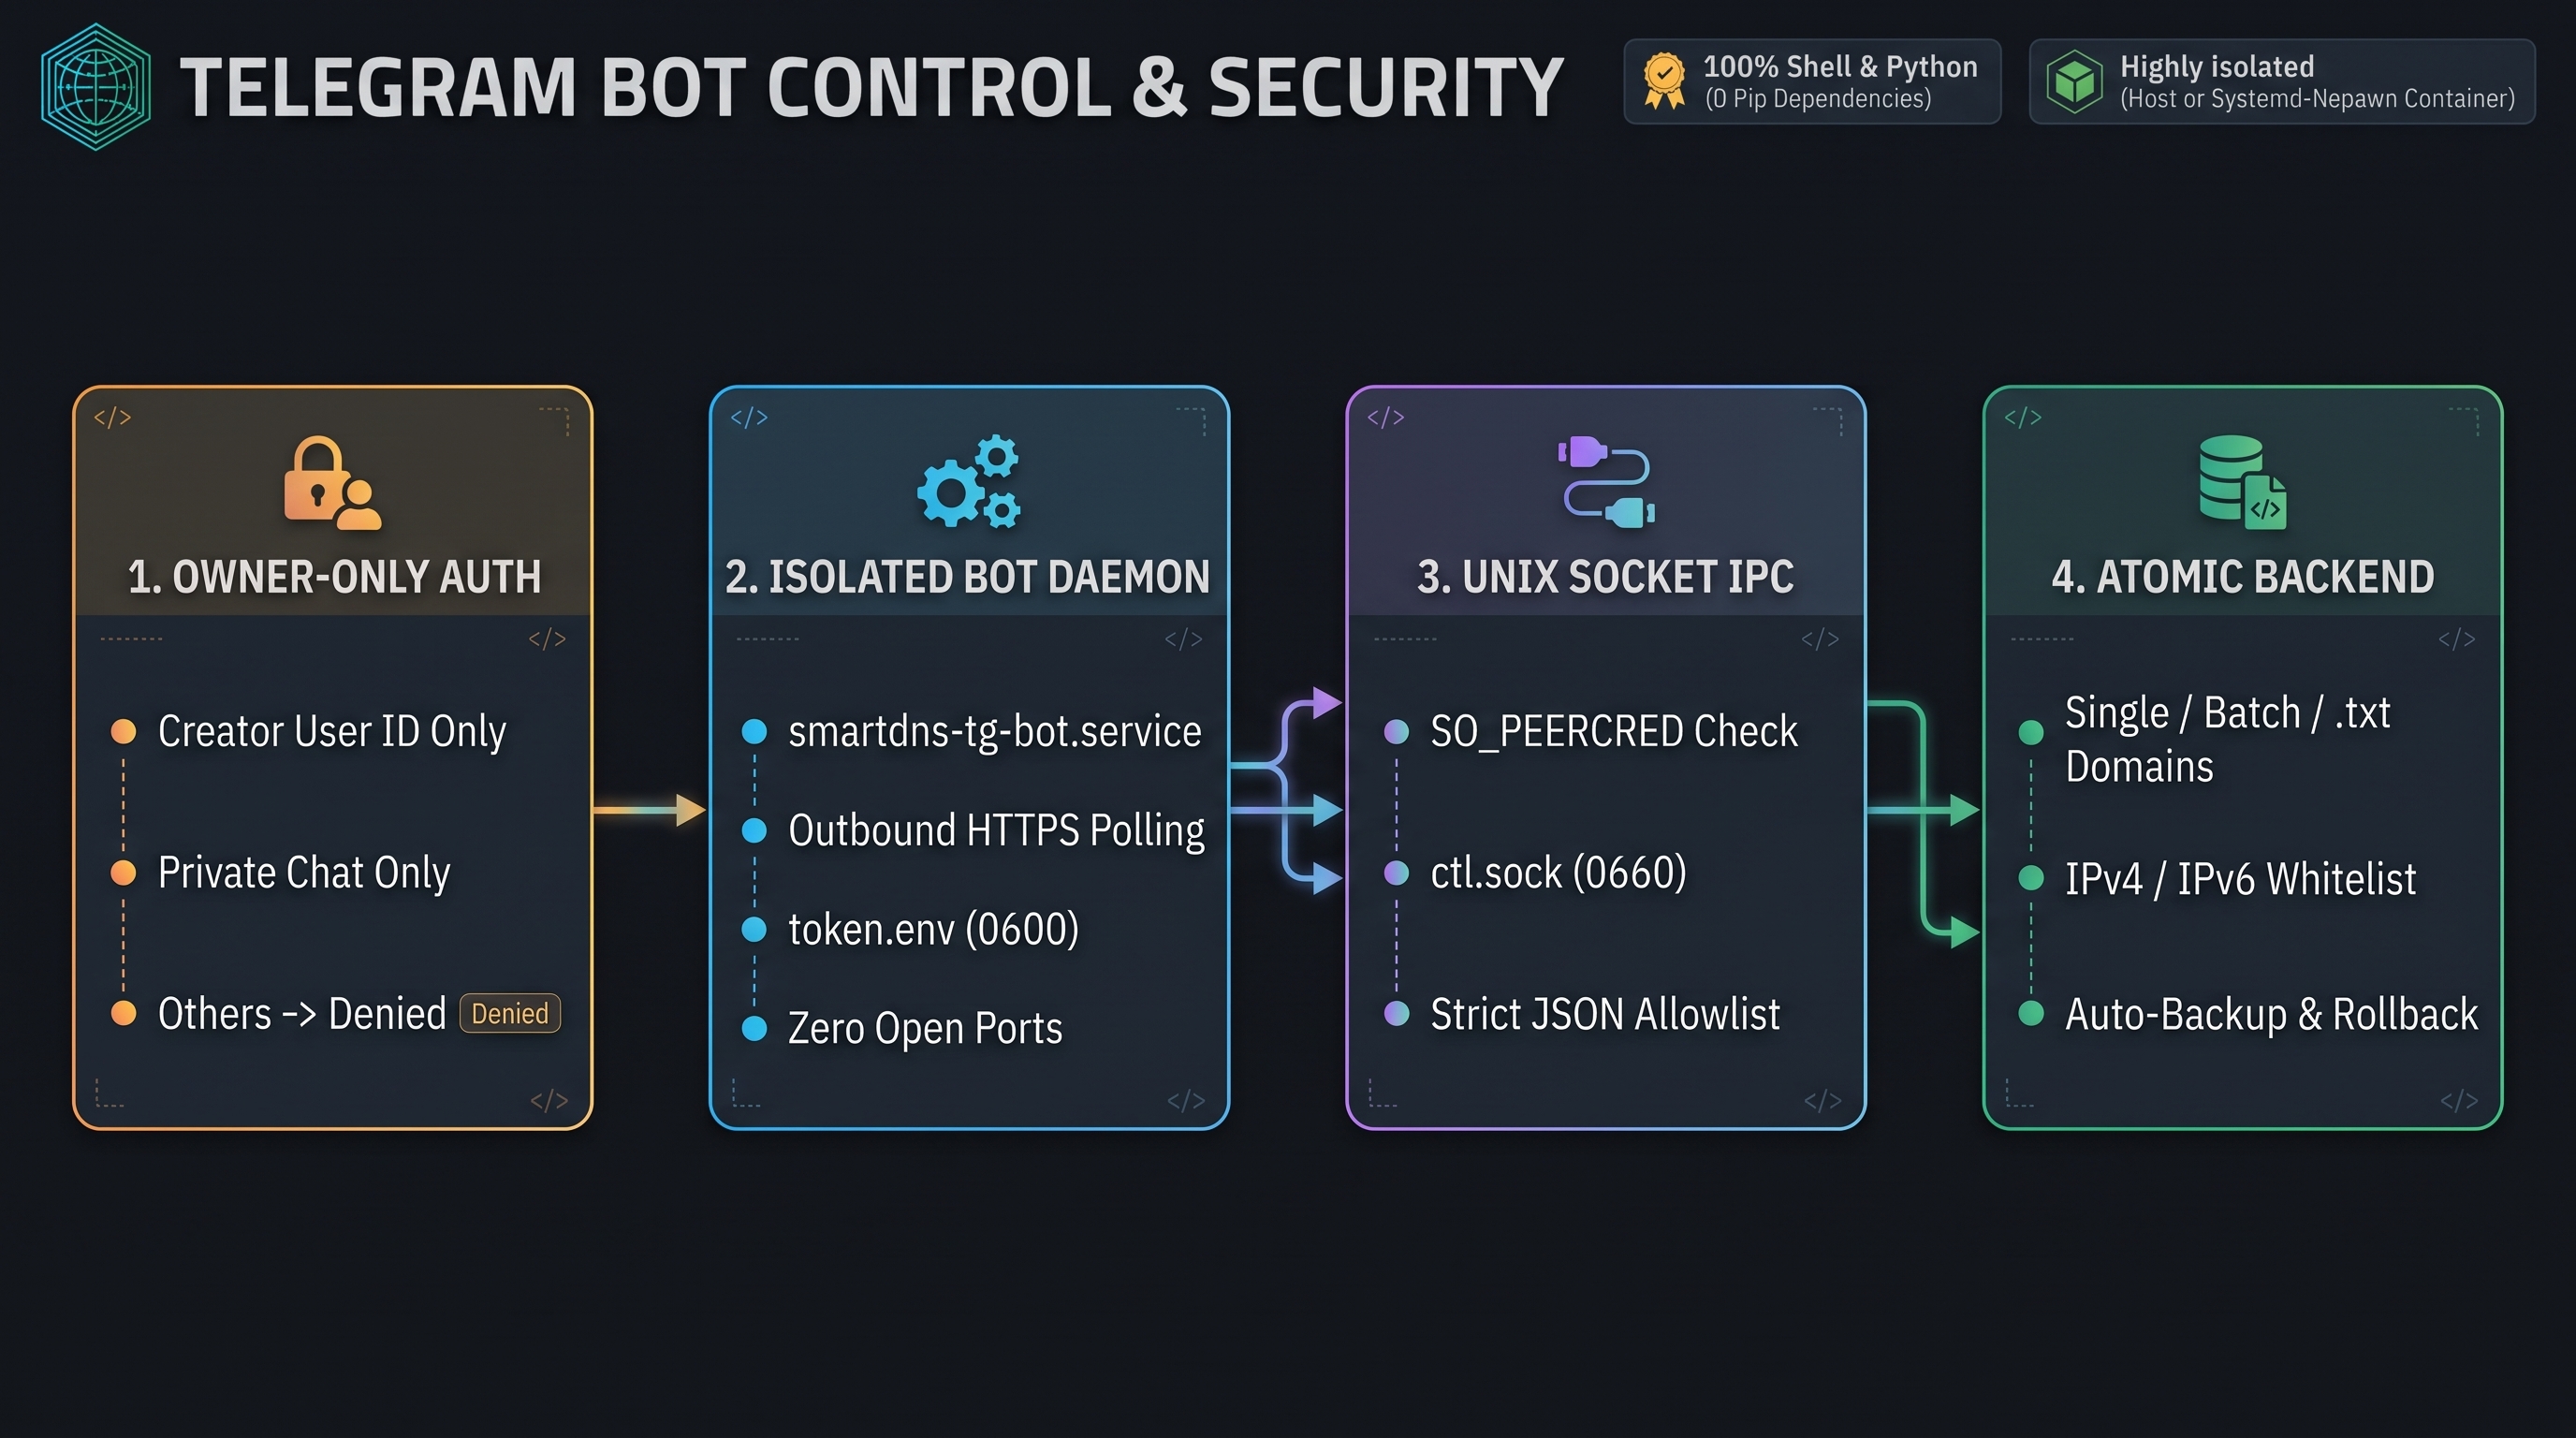 TELEGRAM BOT CONTROL & SECURITY
100% Shell & Python
(0 Pip Dependencies)
Highly isolated
(Host or Systemd-Nepawn Container)
</>
1. OWNER-ONLY AUTH
</>
Creator User ID Only
Private Chat Only
Others -> Denied Denied
</>
</>
2. ISOLATED BOT DAEMON
</>
smartdns-tg-bot.service
Outbound HTTPS Polling
token.env (0600)
Zero Open Ports
</>
</>
3. UNIX SOCKET IPC
</>
SO_PEERCRED Check
ctl.sock (0660)
Strict JSON Allowlist
</>
</>
</>
4. ATOMIC BACKEND
</>
Single / Batch / .txt
Domains
IPv4 / IPv6 Whitelist
Auto-Backup & Rollback
</>